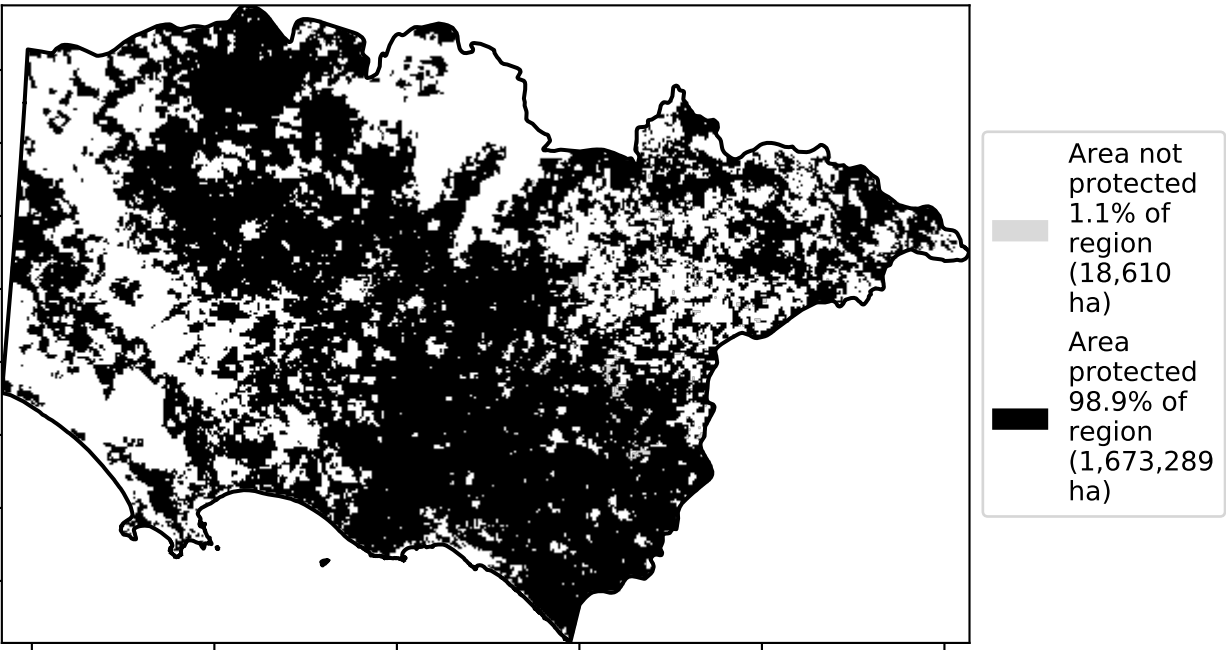 Area not
protected
1.1% of
region
(18,610
ha)
Area
protected
98.9% of
region
(1,673,289
ha)